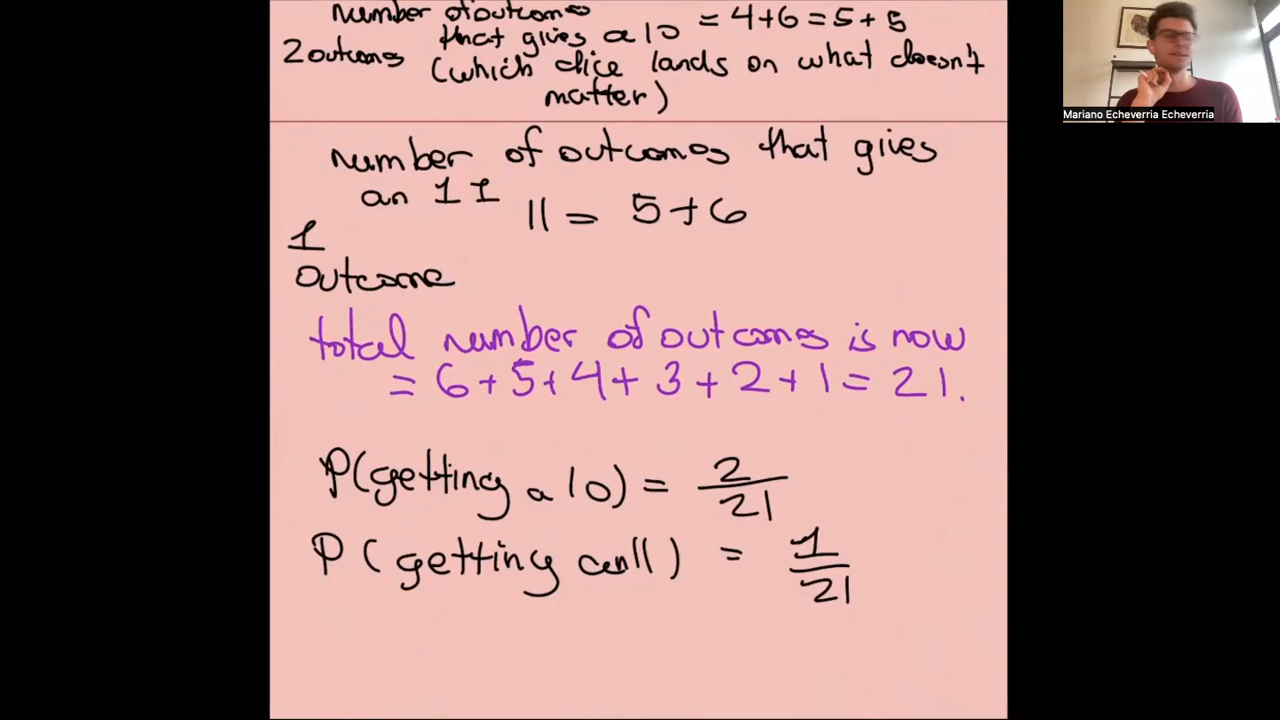 number of outcomes
= 4+6 = 5+5
that gives a 10
2 outcomes
(which dice lands on what doesn't
matter)
number of outcomes that gives
an 11
11 = 5+6
1
outcome
total number of outcoms is now
= 6+5+4+3+2+1 = 21.
P(getting a 10) = 2/21
P(getting an 11) = 1/21
Mariano Echeverria Echeverria